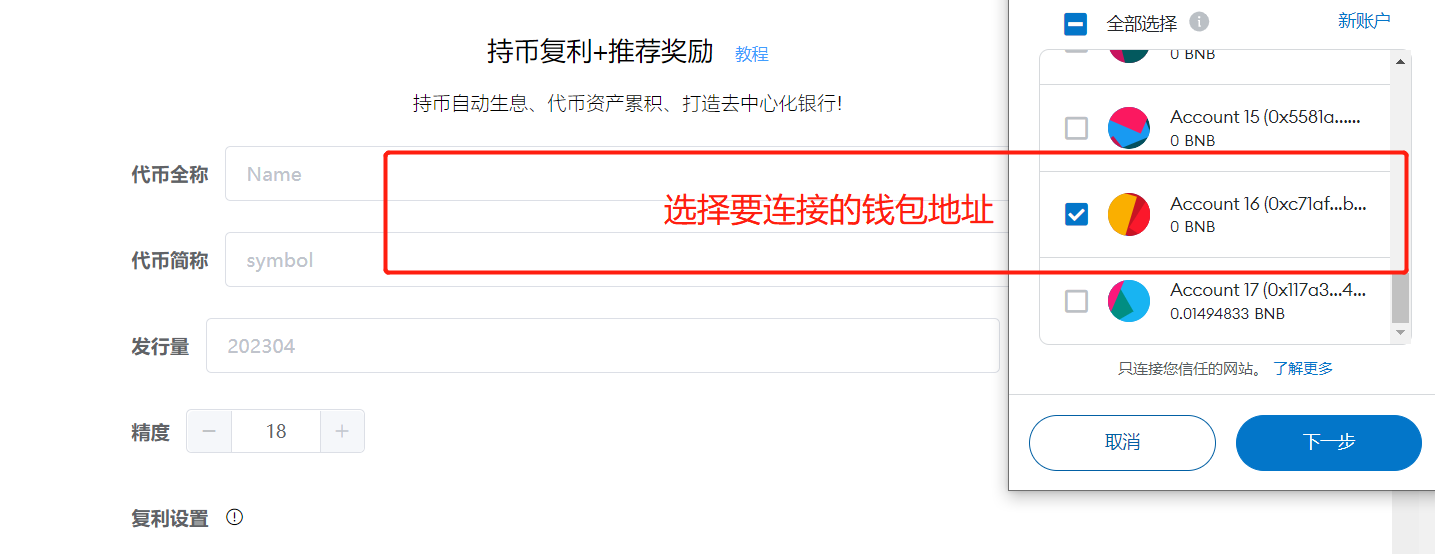 持币复利+推荐奖励 教程
持币自动生息、代币资产累积、打造去中心化银行!
代币全称 Name
代币简称 symbol
发行量 202304
精度 − 18 +
复利设置
选择要连接的钱包地址
全部选择 新账户
0 BNB
Account 15 (0x5581a......
0 BNB
Account 16 (0xc71af...b...
0 BNB
Account 17 (0x117a3...4...
0.01494833 BNB
只连接您信任的网站。 了解更多
取消 下一步